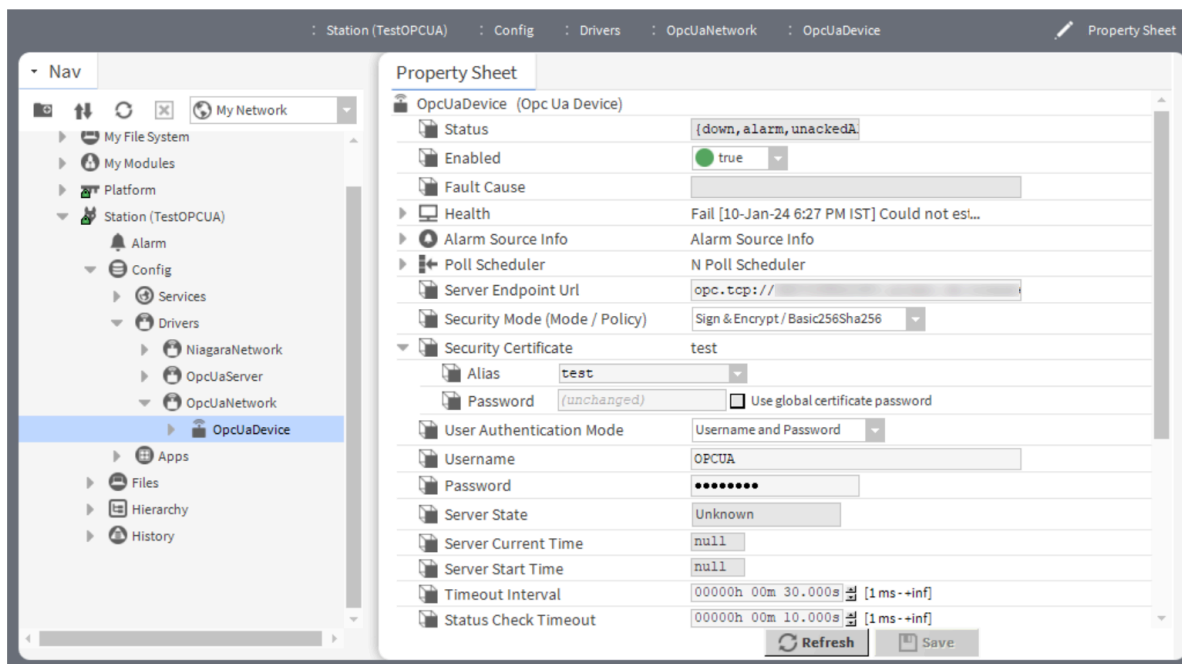 : Station (TestOPCUA) : Config : Drivers : OpcUaNetwork : OpcUaDevice Property Sheet
Nav
My Network
My File System
My Modules
Platform
Station (TestOPCUA)
Alarm
Config
Services
Drivers
NiagaraNetwork
OpcUaServer
OpcUaNetwork
OpcUaDevice
Apps
Files
Hierarchy
History
Property Sheet
OpcUaDevice (Opc Ua Device)
Status {down,alarm,unackedA
Enabled true
Fault Cause
Health Fail [10-Jan-24 6:27 PM IST] Could not est...
Alarm Source Info Alarm Source Info
Poll Scheduler N Poll Scheduler
Server Endpoint Url opc.tcp://
Security Mode (Mode / Policy) Sign & Encrypt / Basic256Sha256
Security Certificate test
Alias test
Password (unchanged) Use global certificate password
User Authentication Mode Username and Password
Username OPCUA
Password ●●●●●●●●
Server State Unknown
Server Current Time null
Server Start Time null
Timeout Interval 00000h 00m 30.000s [1 ms - +inf]
Status Check Timeout 00000h 00m 10.000s [1 ms - +inf]
Refresh Save